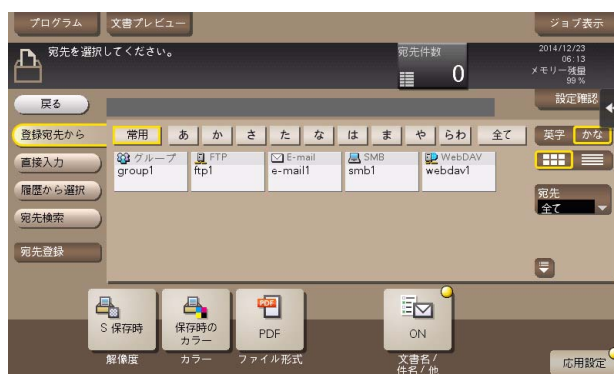 プログラム
文書プレビュー
ジョブ表示
宛先を選択してください。
宛先件数
0
2014/12/23
06:13
メモリー残量
99 %
戻る
設定確認
登録宛先から
常用
あ
か
さ
た
な
は
ま
や
らわ
全て
英字
かな
直接入力
履歴から選択
宛先検索
宛先登録
グループ
group1
FTP
ftp1
E-mail
e-mail1
SMB
smb1
WebDAV
webdav1
宛先
全て
S 保存時
解像度
保存時の
カラー
カラー
PDF
ファイル形式
ON
文書名/
件名/他
応用設定